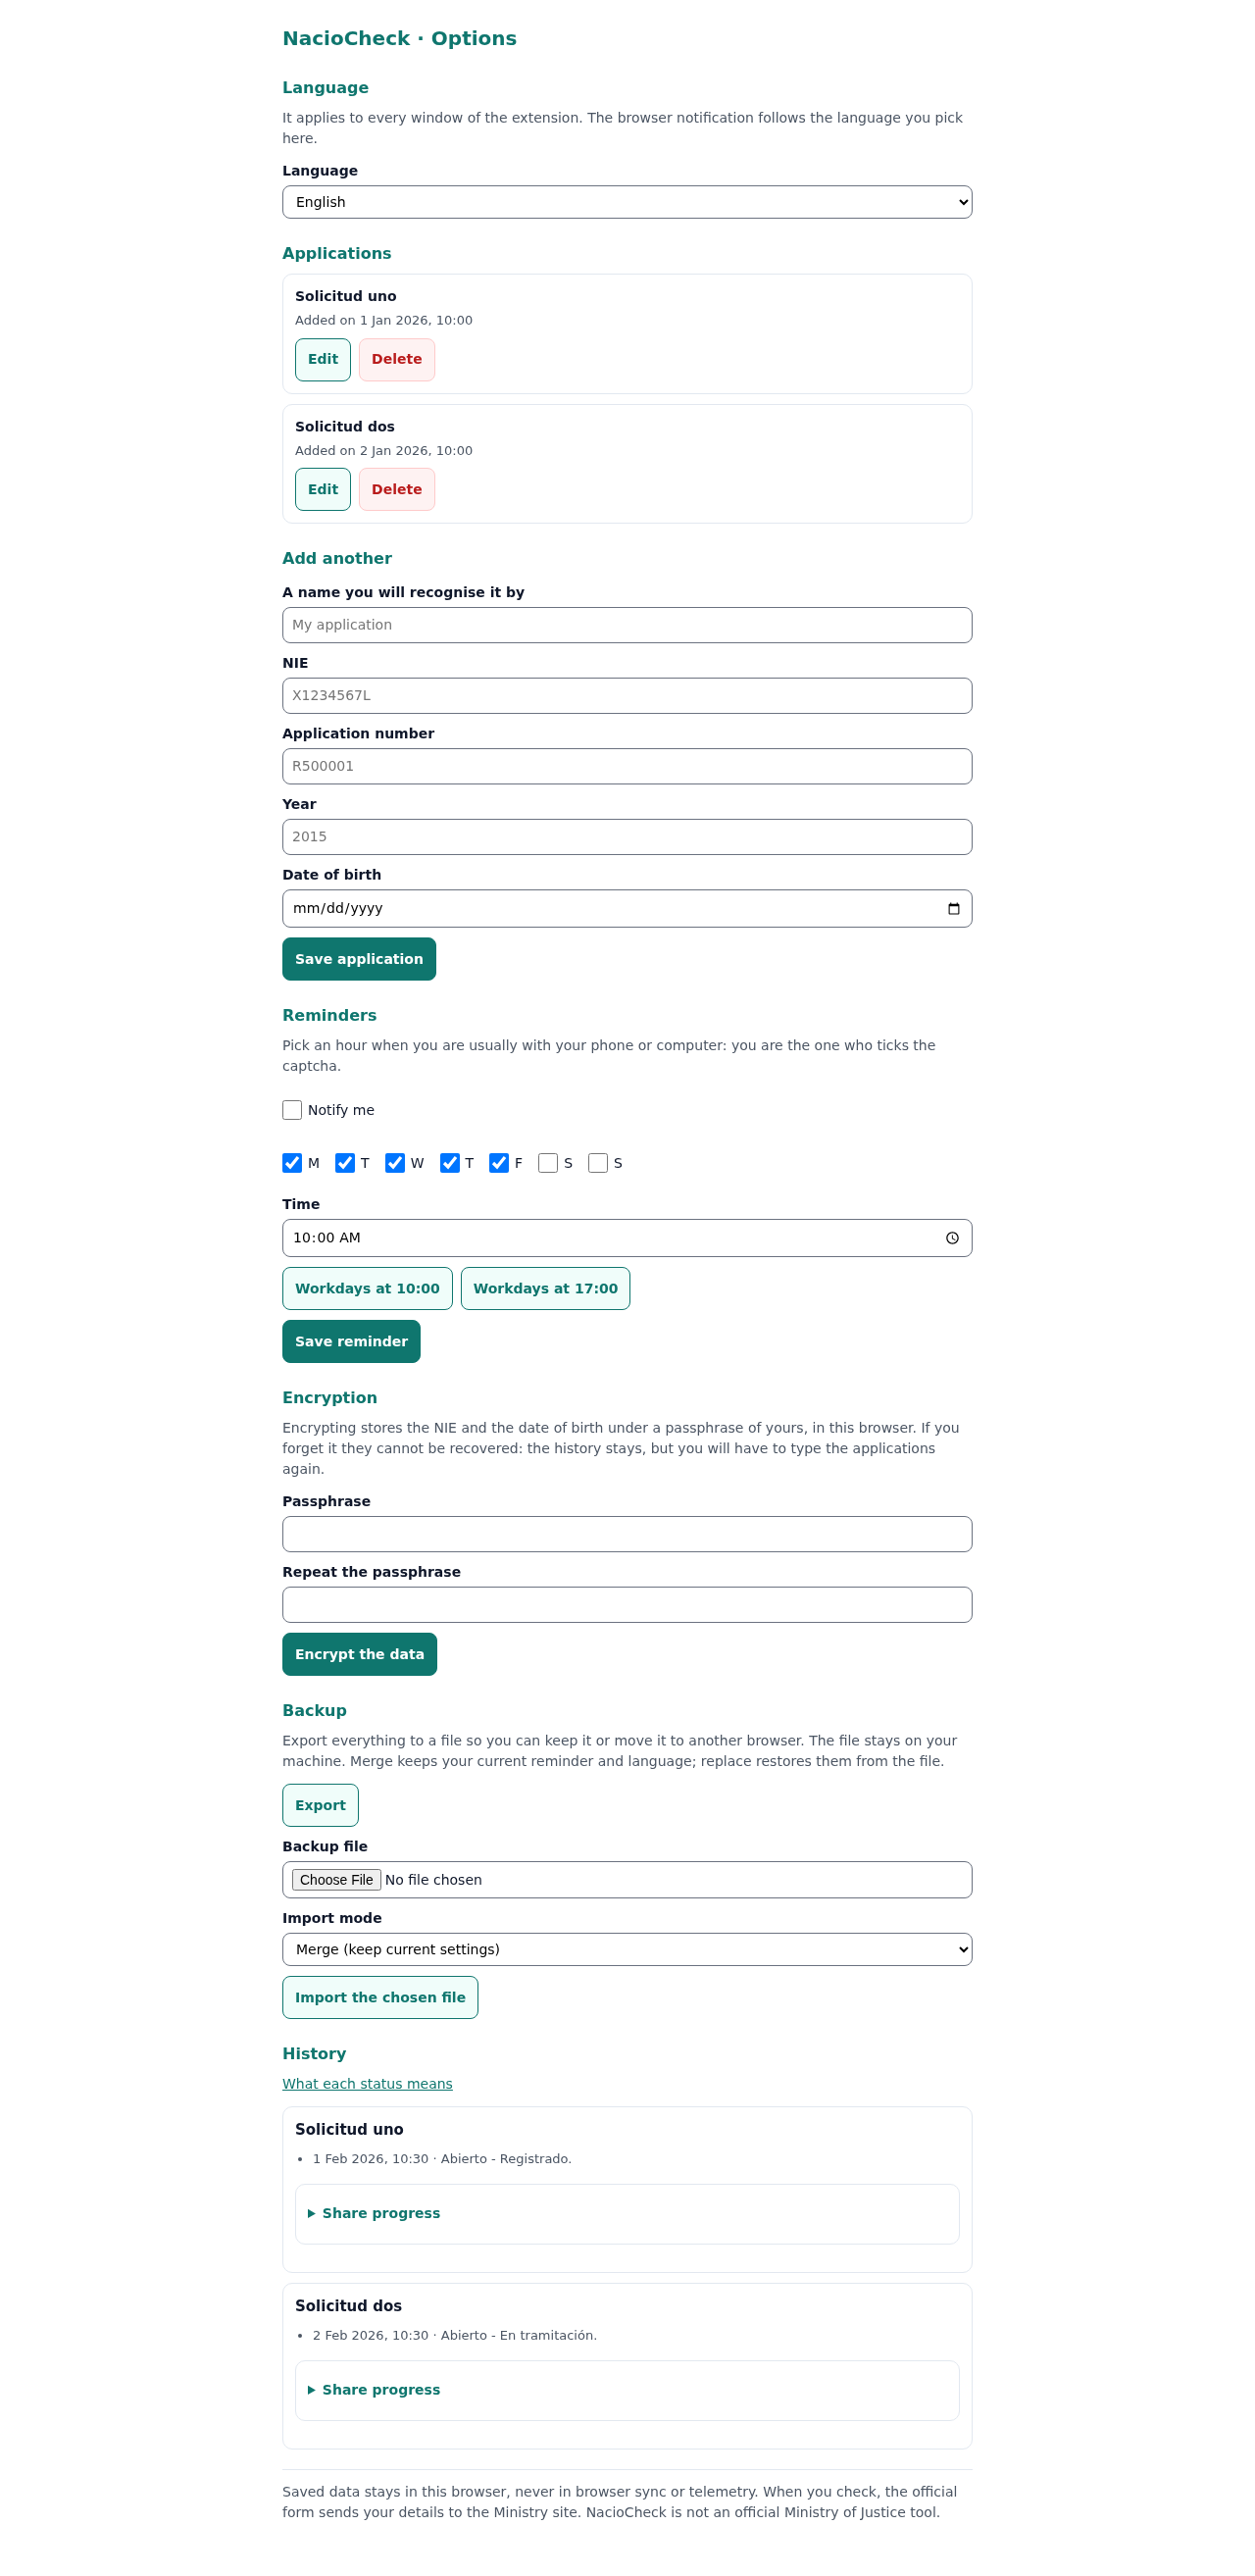 NacioCheck · Options
Language
It applies to every window of the extension. The browser notification follows the language you pick
here.
Language
English
Applications
Solicitud uno
Added on 1 Jan 2026, 10:00
Edit Delete
Solicitud dos
Added on 2 Jan 2026, 10:00
Edit Delete
Add another
A name you will recognise it by
My application
NIE
X1234567L
Application number
R500001
Year
2015
Date of birth
mm/dd/yyyy
Save application
Reminders
Pick an hour when you are usually with your phone or computer: you are the one who ticks the
captcha.
Notify me
M T W T F S S
Time
10:00 AM
Workdays at 10:00 Workdays at 17:00
Save reminder
Encryption
Encrypting stores the NIE and the date of birth under a passphrase of yours, in this browser. If you
forget it they cannot be recovered: the history stays, but you will have to type the applications
again.
Passphrase
Repeat the passphrase
Encrypt the data
Backup
Export everything to a file so you can keep it or move it to another browser. The file stays on your
machine. Merge keeps your current reminder and language; replace restores them from the file.
Export
Backup file
Choose File No file chosen
Import mode
Merge (keep current settings)
Import the chosen file
History
What each status means
Solicitud uno
• 1 Feb 2026, 10:30 · Abierto - Registrado.
Share progress
Solicitud dos
• 2 Feb 2026, 10:30 · Abierto - En tramitación.
Share progress
Saved data stays in this browser, never in browser sync or telemetry. When you check, the official
form sends your details to the Ministry site. NacioCheck is not an official Ministry of Justice tool.